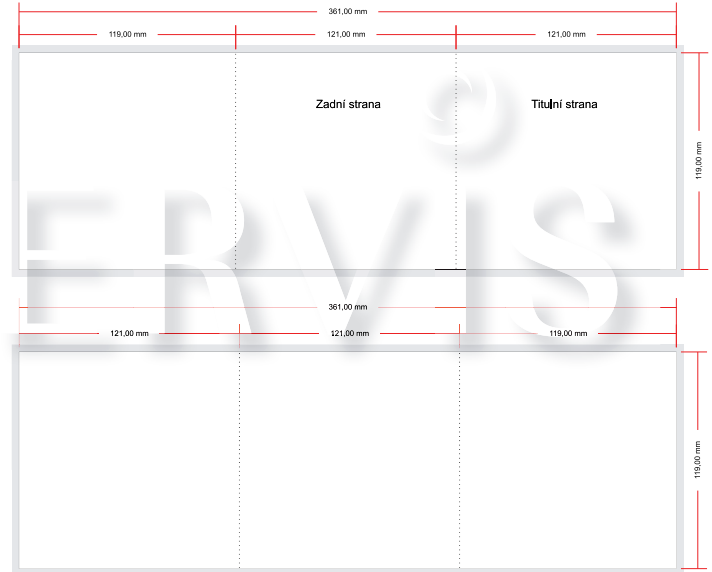 361,00 mm
119,00 mm 121,00 mm 121,00 mm
Zadní strana Titulní strana
119,00 mm
ERVIS
361,00 mm
121,00 mm 121,00 mm 119,00 mm
119,00 mm